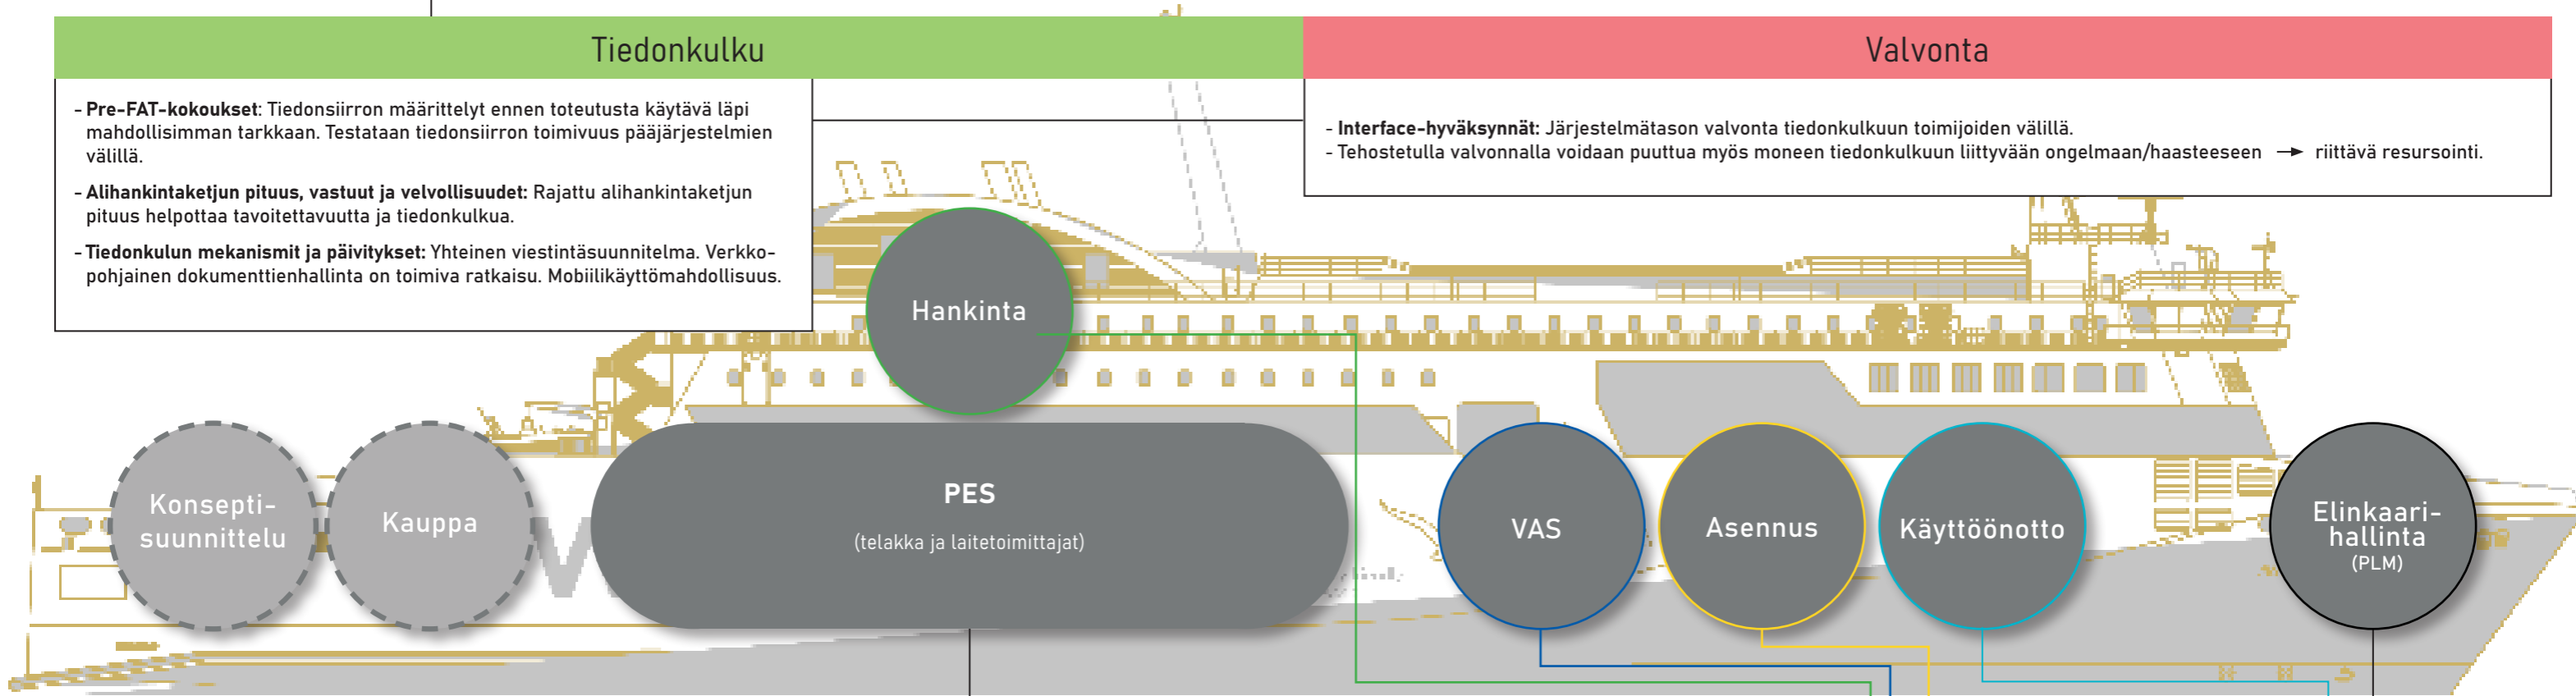 Tiedonkulku
Valvonta
- Pre-FAT-kokoukset: Tiedonsiirron määrittelyt ennen toteutusta käytävä läpi
mahdollisimman tarkkaan. Testataan tiedonsiirron toimivuus pääjärjestelmien
välillä.
- Alihankintaketjun pituus, vastuut ja velvollisuudet: Rajattu alihankintaketjun
pituus helpottaa tavoitettavuutta ja tiedonkulkua.
- Tiedonkulun mekanismit ja päivitykset: Yhteinen viestintäsuunnitelma. Verkko-
pohjainen dokumenttienhallinta on toimiva ratkaisu. Mobiilikäyttömahdollisuus.
- Interface-hyväksynnät: Järjestelmätason valvonta tiedonkulkuun toimijoiden välillä.
- Tehostetulla valvonnalla voidaan puuttua myös moneen tiedonkulkuun liittyvään ongelmaan/haasteeseen → riittävä resursointi.
Hankinta
Konsepti-
suunnittelu
Kauppa
PES
(telakka ja laitetoimittajat)
VAS
Asennus
Käyttöönotto
Elinkaari-
hallinta
(PLM)